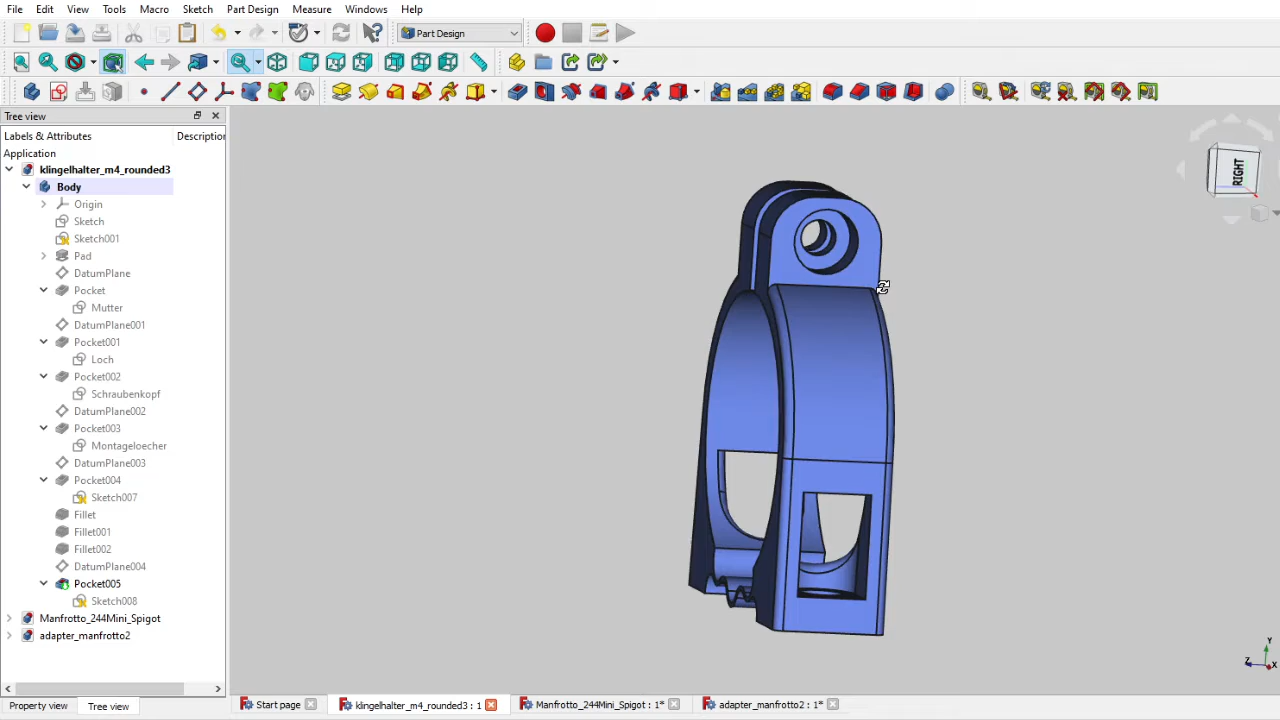 File Edit View Tools Macro Sketch Part Design Measure Windows Help
Part Design
Tree view
Labels & Attributes Description
Application
klingelhalter_m4_rounded3
Body
Origin
Sketch
Sketch001
Pad
DatumPlane
Pocket
Mutter
DatumPlane001
Pocket001
Loch
Pocket002
Schraubenkopf
DatumPlane002
Pocket003
Montageloecher
DatumPlane003
Pocket004
Sketch007
Fillet
Fillet001
Fillet002
DatumPlane004
Pocket005
Sketch008
Manfrotto_244Mini_Spigot
adapter_manfrotto2
RIGHT
Y
Z X
Property view Tree view
Start page klingelhalter_m4_rounded3 : 1 Manfrotto_244Mini_Spigot : 1* adapter_manfrotto2 : 1*